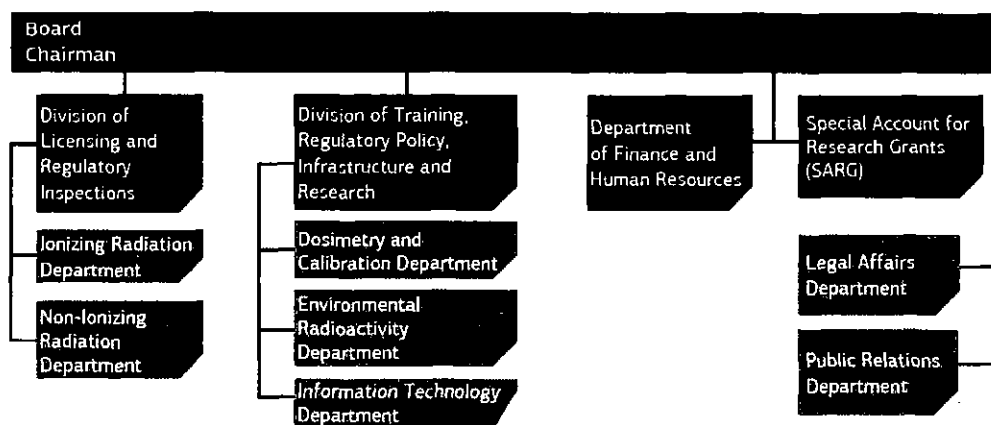 Board
Chairman
Division of
Licensing and
Regulatory
Inspections
Ionizing Radiation
Department
Non-Ionizing
Radiation
Department
Division of Training,
Regulatory Policy,
Infrastructure and
Research
Dosimetry and
Calibration Department
Environmental
Radioactivity
Department
Information Technology
Department
Department
of Finance and
Human Resources
Special Account for
Research Grants
(SARG)
Legal Affairs
Department
Public Relations
Department